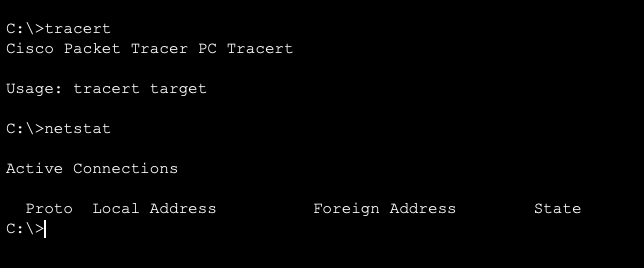 C:\>tracert
Cisco Packet Tracer PC Tracert
Usage: tracert target
C:\>netstat
Active Connections
Proto  Local Address          Foreign Address        State
C:\>